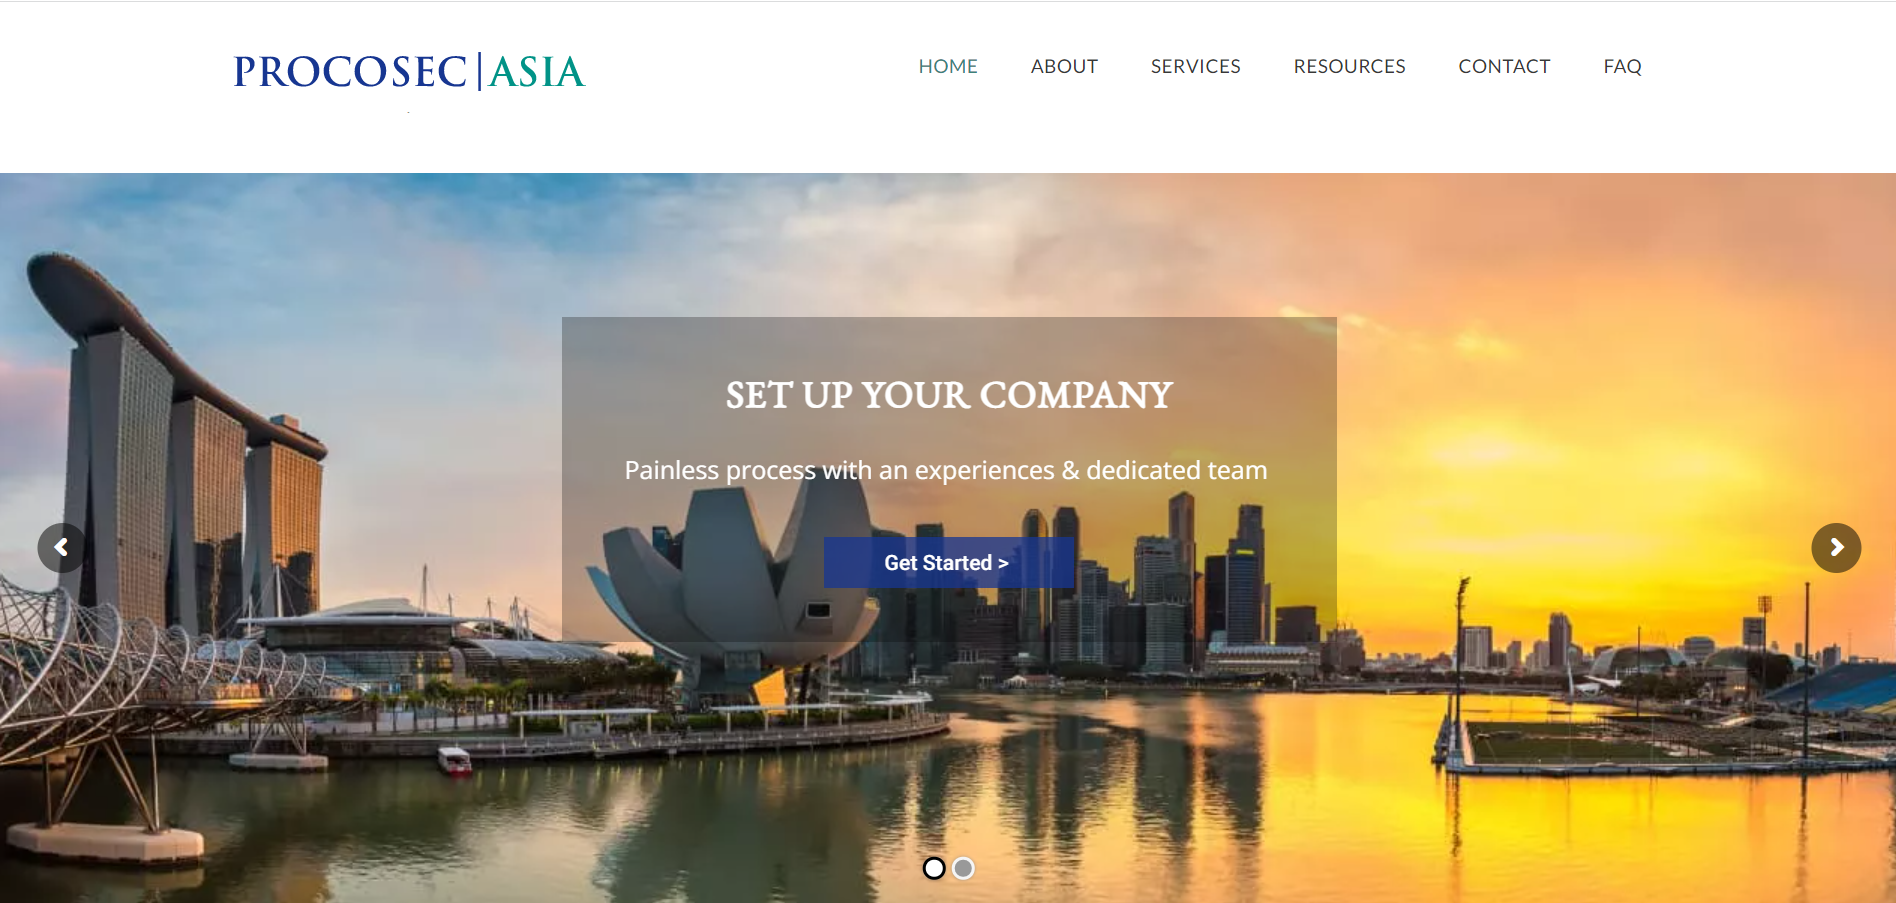 PROCOSEC|ASIA
HOME ABOUT SERVICES RESOURCES CONTACT FAQ
SET UP YOUR COMPANY
Painless process with an experiences & dedicated team
Get Started >